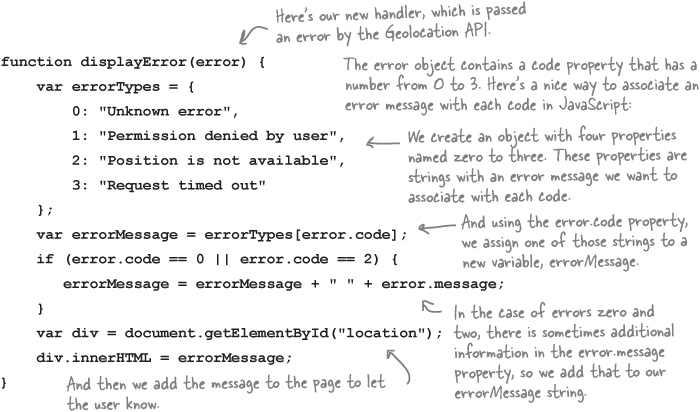 Here's our new handler, which is passed
an error by the Geolocation API.
function displayError(error) {
The error object contains a code property that has a
number from 0 to 3. Here's a nice way to associate an
error message with each code in JavaScript:
var errorTypes = {
0: "Unknown error",
1: "Permission denied by user",
2: "Position is not available",
3: "Request timed out"
};
We create an object with four properties
named zero to three. These properties are
strings with an error message we want to
associate with each code.
var errorMessage = errorTypes[error.code];
And using the error.code property,
we assign one of those strings to a
new variable, errorMessage.
if (error.code == 0 || error.code == 2) {
errorMessage = errorMessage + " " + error.message;
}
In the case of errors zero and
two, there is sometimes additional
information in the error.message
property, so we add that to our
errorMessage string.
var div = document.getElementById("location");
div.innerHTML = errorMessage;
}
And then we add the message to the page to let
the user know.